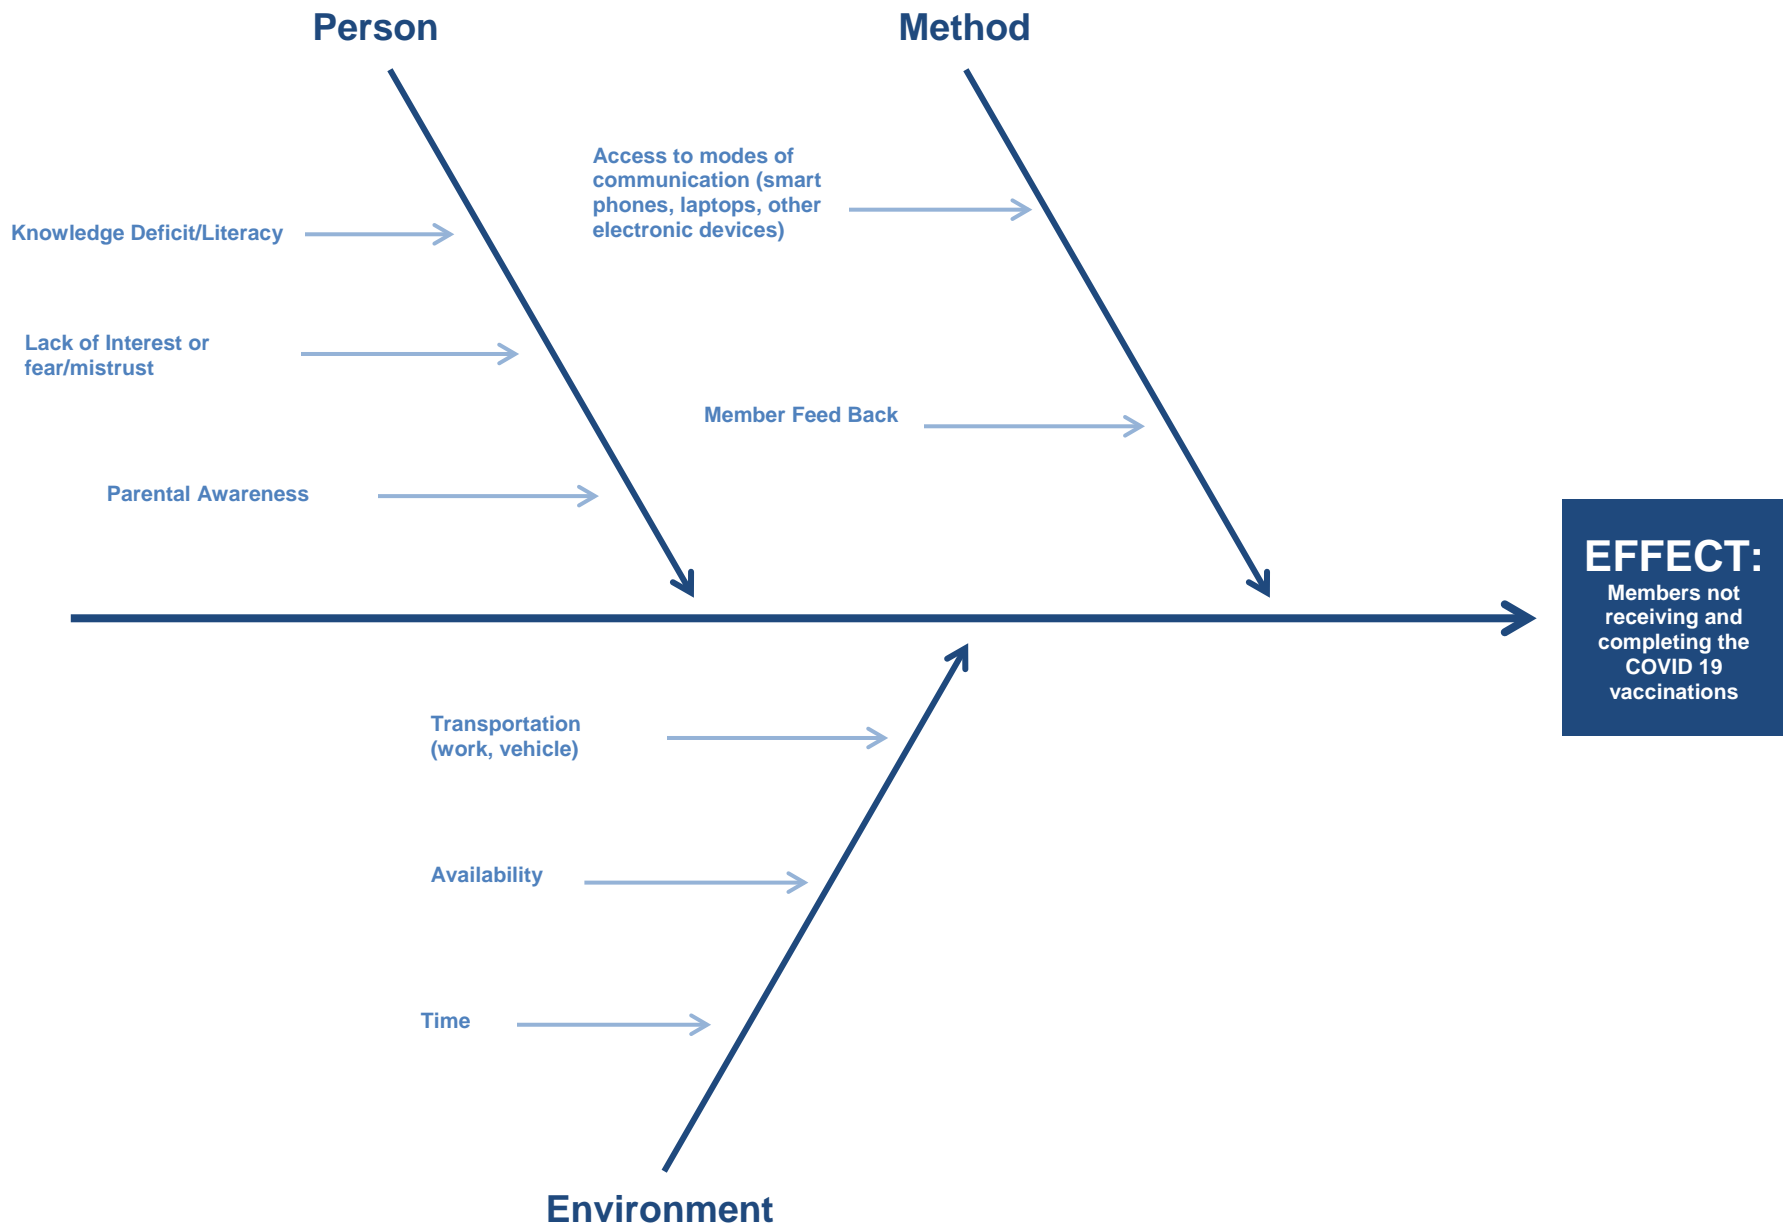 Person
Method
Access to modes of
communication (smart
phones, laptops, other
electronic devices)
Knowledge Deficit/Literacy
Lack of Interest or
fear/mistrust
Member Feed Back
Parental Awareness
EFFECT:
Members not
receiving and
completing the
COVID 19
vaccinations
Transportation
(work, vehicle)
Availability
Time
Environment